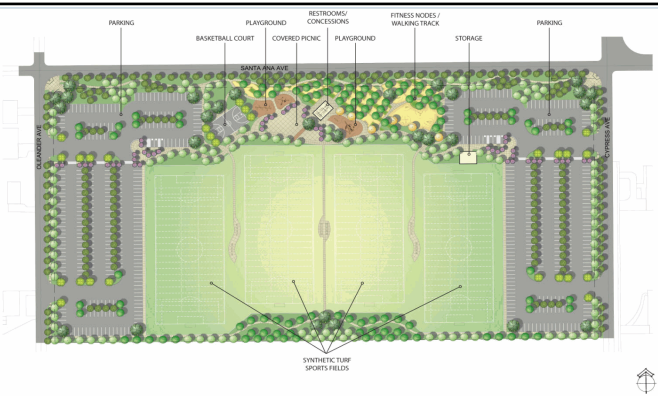 RESTROOMS/
CONCESSIONS
PARKING
PLAYGROUND
FITNESS NODES /
WALKING TRACK
PARKING
BASKETBALL COURT
COVERED PICNIC
PLAYGROUND
STORAGE
SANTA ANA AVE
OLEANDER AVE
CYPRESS AVE
SYNTHETIC TURF
SPORTS FIELDS